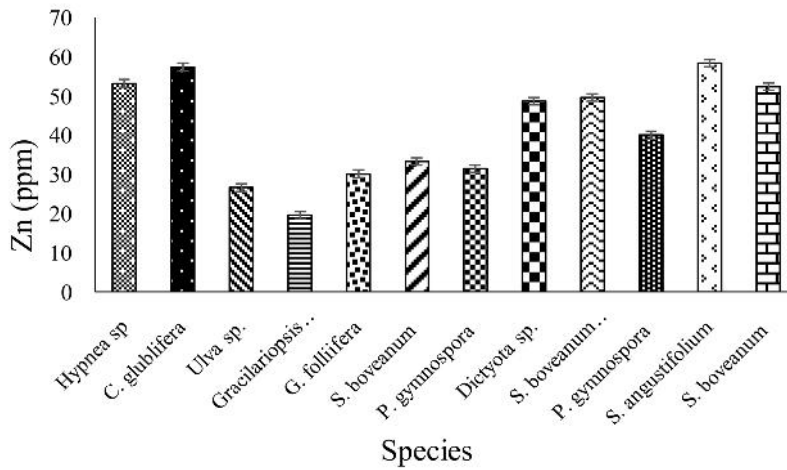 70
60
50
40
30
20
10
0
Zn (ppm)
Hypnea sp
C. glublifera
Ulva sp.
Gracilariopsis..
G. folliifera
S. boveanum
P. gymnospora
Dictyota sp.
S. boveanum..
P. gymnospora
S. angustifolium
S. boveanum
Species